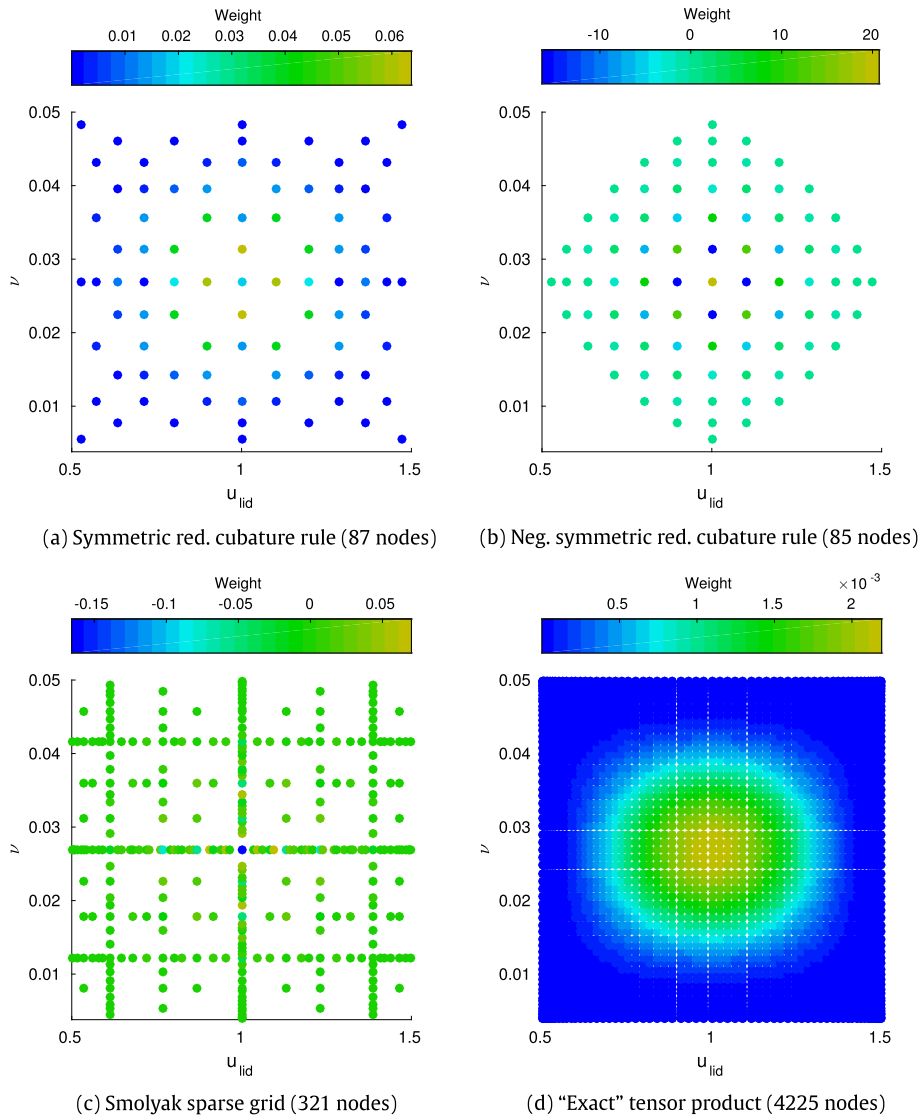 Weight
0.01 0.02 0.03 0.04 0.05 0.06
0.05
0.04
0.03
0.02
0.01
ν
0.5 1 1.5
u_lid
(a) Symmetric red. cubature rule (87 nodes)
Weight
-10 0 10 20
0.05
0.04
0.03
0.02
0.01
ν
0.5 1 1.5
u_lid
(b) Neg. symmetric red. cubature rule (85 nodes)
Weight
-0.15 -0.1 -0.05 0 0.05
0.05
0.04
0.03
0.02
0.01
ν
0.5 1 1.5
u_lid
(c) Smolyak sparse grid (321 nodes)
Weight ×10⁻³
0.5 1 1.5 2
0.05
0.04
0.03
0.02
0.01
ν
0.5 1 1.5
u_lid
(d) “Exact” tensor product (4225 nodes)